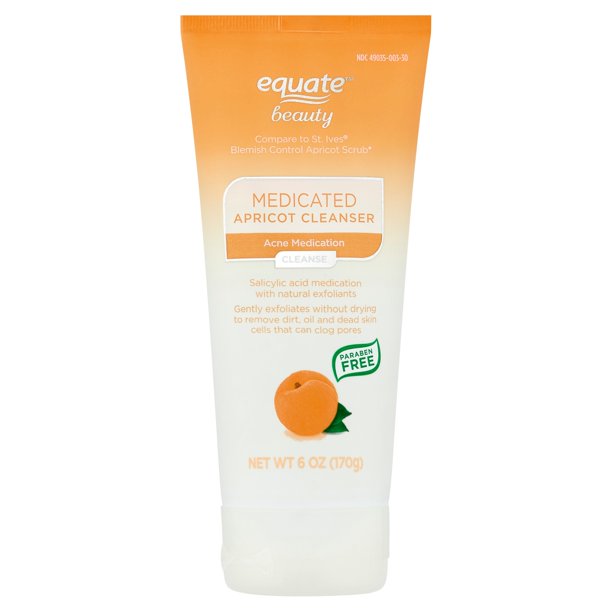 NDC 49035-003-30
equate™
beauty
Compare to St. Ives®
Blemish Control Apricot Scrub*
MEDICATED
APRICOT CLEANSER
Acne Medication
CLEANSE
Salicylic acid medication
with natural exfoliants
Gently exfoliates without drying
to remove dirt, oil and dead skin
cells that can clog pores
PARABEN
FREE
NET WT 6 OZ (170g)